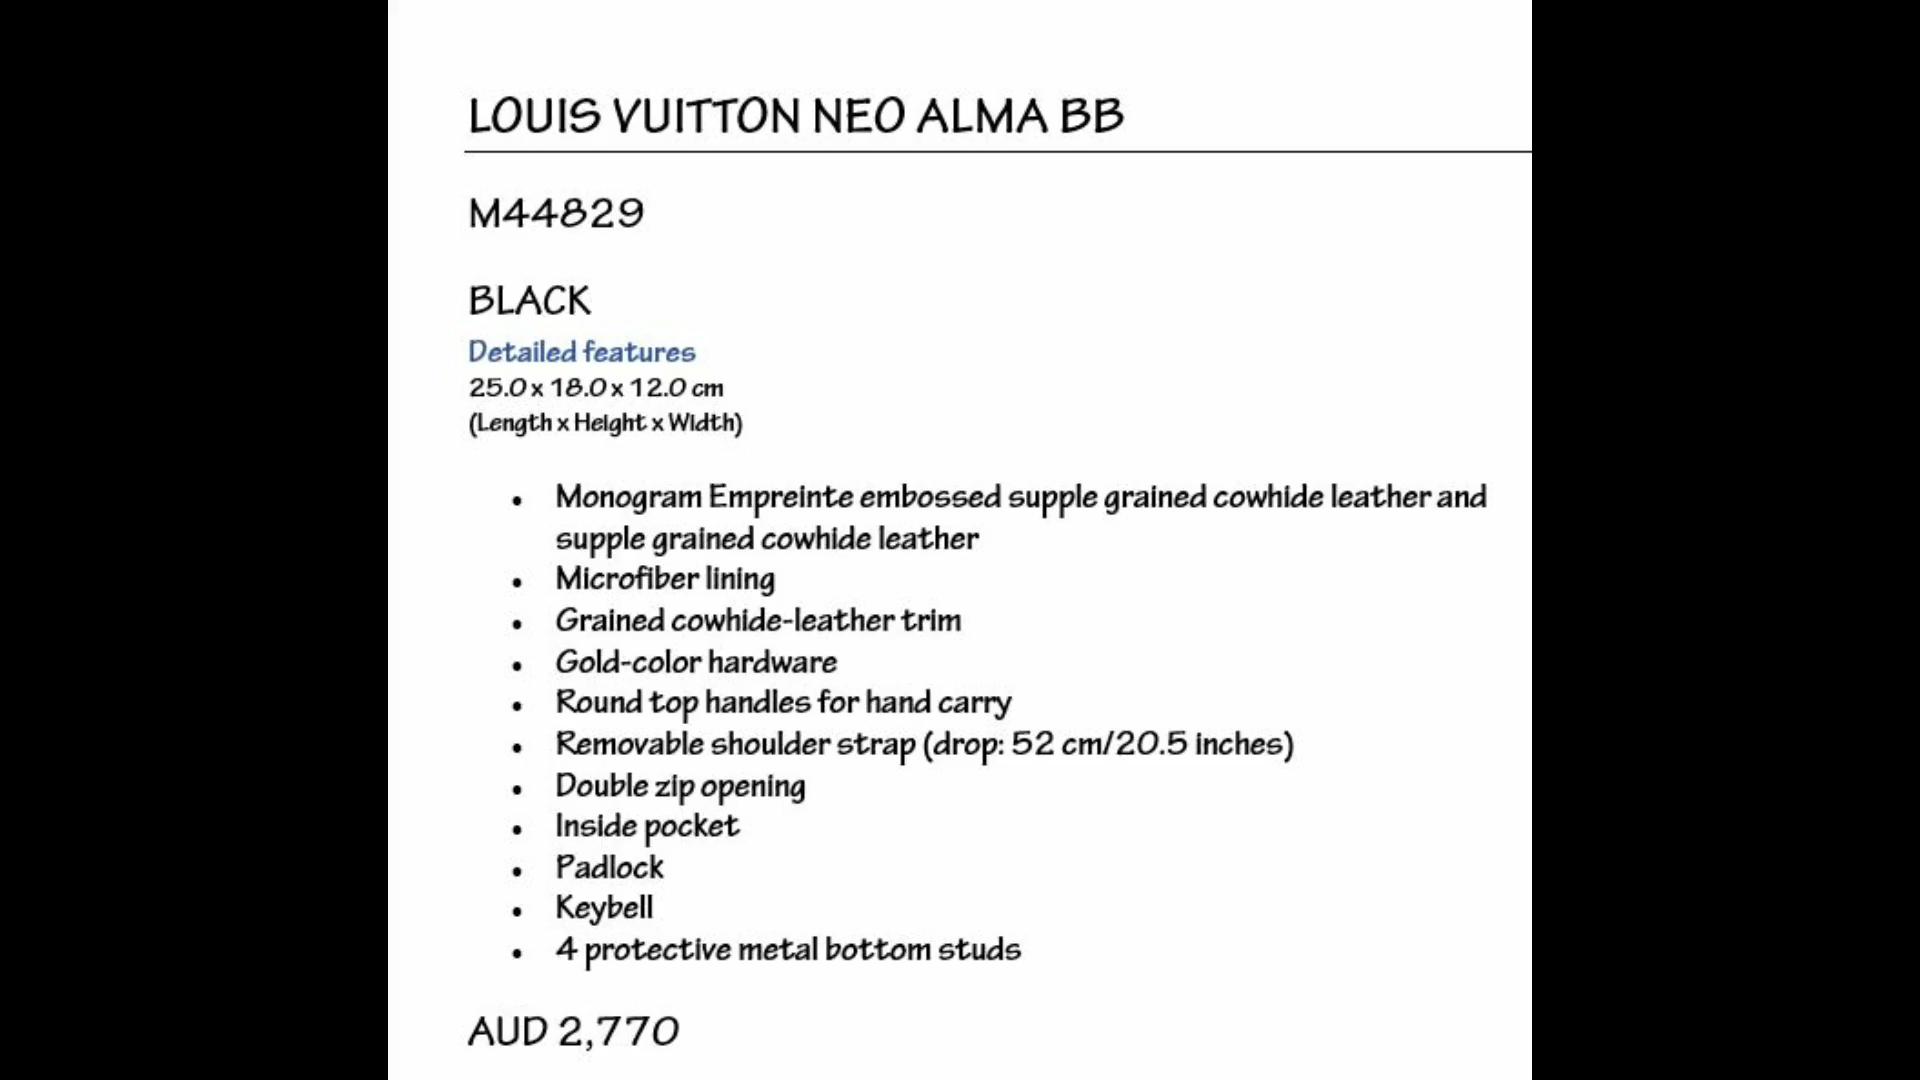 LOUIS VUITTON NEO ALMA BB
M44829
BLACK
Detailed features
25.0 x 18.0 x 12.0 cm
(Length x Height x Width)
• Monogram Empreinte embossed supple grained cowhide leather and
supple grained cowhide leather
• Microfiber lining
• Grained cowhide-leather trim
• Gold-color hardware
• Round top handles for hand carry
• Removable shoulder strap (drop: 52 cm/20.5 inches)
• Double zip opening
• Inside pocket
• Padlock
• Keybell
• 4 protective metal bottom studs
AUD 2,770